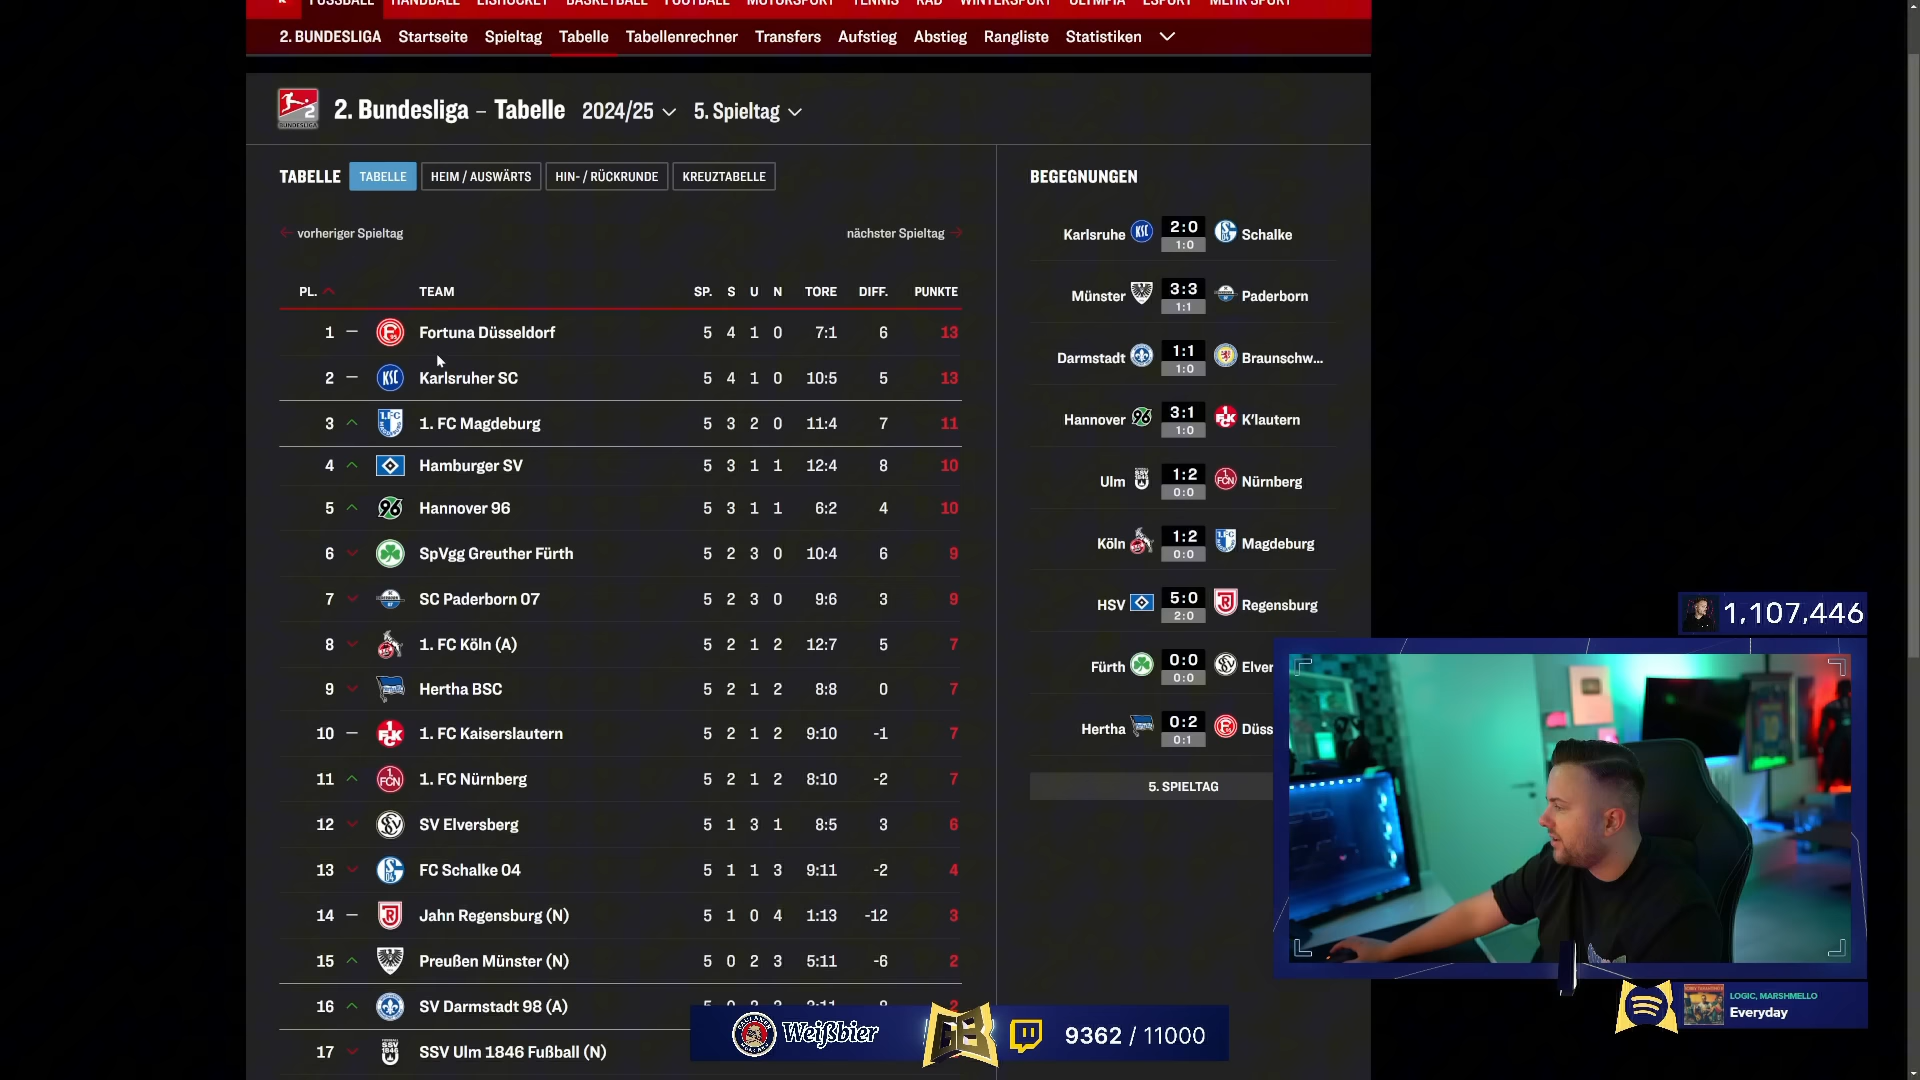 FUSSBALL HANDBALL EISHOCKEY BASKETBALL FOOTBALL MOTORSPORT TENNIS RAD WINTERSPORT OLYMPIA ESPORT MEHR SPORT
2. BUNDESLIGA Startseite Spieltag Tabelle Tabellenrechner Transfers Aufstieg Abstieg Rangliste Statistiken
2. Bundesliga – Tabelle 2024/25 5. Spieltag
TABELLE TABELLE HEIM / AUSWÄRTS HIN- / RÜCKRUNDE KREUZTABELLE
vorheriger Spieltag nächster Spieltag
PL. TEAM SP. S U N TORE DIFF. PUNKTE
1 Fortuna Düsseldorf 5 4 1 0 7:1 6 13
2 Karlsruher SC 5 4 1 0 10:5 5 13
3 1. FC Magdeburg 5 3 2 0 11:4 7 11
4 Hamburger SV 5 3 1 1 12:4 8 10
5 Hannover 96 5 3 1 1 6:2 4 10
6 SpVgg Greuther Fürth 5 2 3 0 10:4 6 9
7 SC Paderborn 07 5 2 3 0 9:6 3 9
8 1. FC Köln (A) 5 2 1 2 12:7 5 7
9 Hertha BSC 5 2 1 2 8:8 0 7
10 1. FC Kaiserslautern 5 2 1 2 9:10 -1 7
11 1. FC Nürnberg 5 2 1 2 8:10 -2 7
12 SV Elversberg 5 1 3 1 8:5 3 6
13 FC Schalke 04 5 1 1 3 9:11 -2 4
14 Jahn Regensburg (N) 5 1 0 4 1:13 -12 3
15 Preußen Münster (N) 5 0 2 3 5:11 -6 2
16 SV Darmstadt 98 (A)
17 SSV Ulm 1846 Fußball (N)
BEGEGNUNGEN
Karlsruhe 2:0 Schalke
1:0
Münster 3:3 Paderborn
1:1
Darmstadt 1:1 Braunschw...
1:0
Hannover 3:1 K'lautern
1:0
Ulm 1:2 Nürnberg
0:0
Köln 1:2 Magdeburg
0:0
HSV 5:0 Regensburg
2:0
Fürth 0:0 Elver
0:0
Hertha 0:2 Düss
0:1
5. SPIELTAG
1,107,446
LOGIC, MARSHMELLO
Everyday
Weißbier GB 9362 / 11000